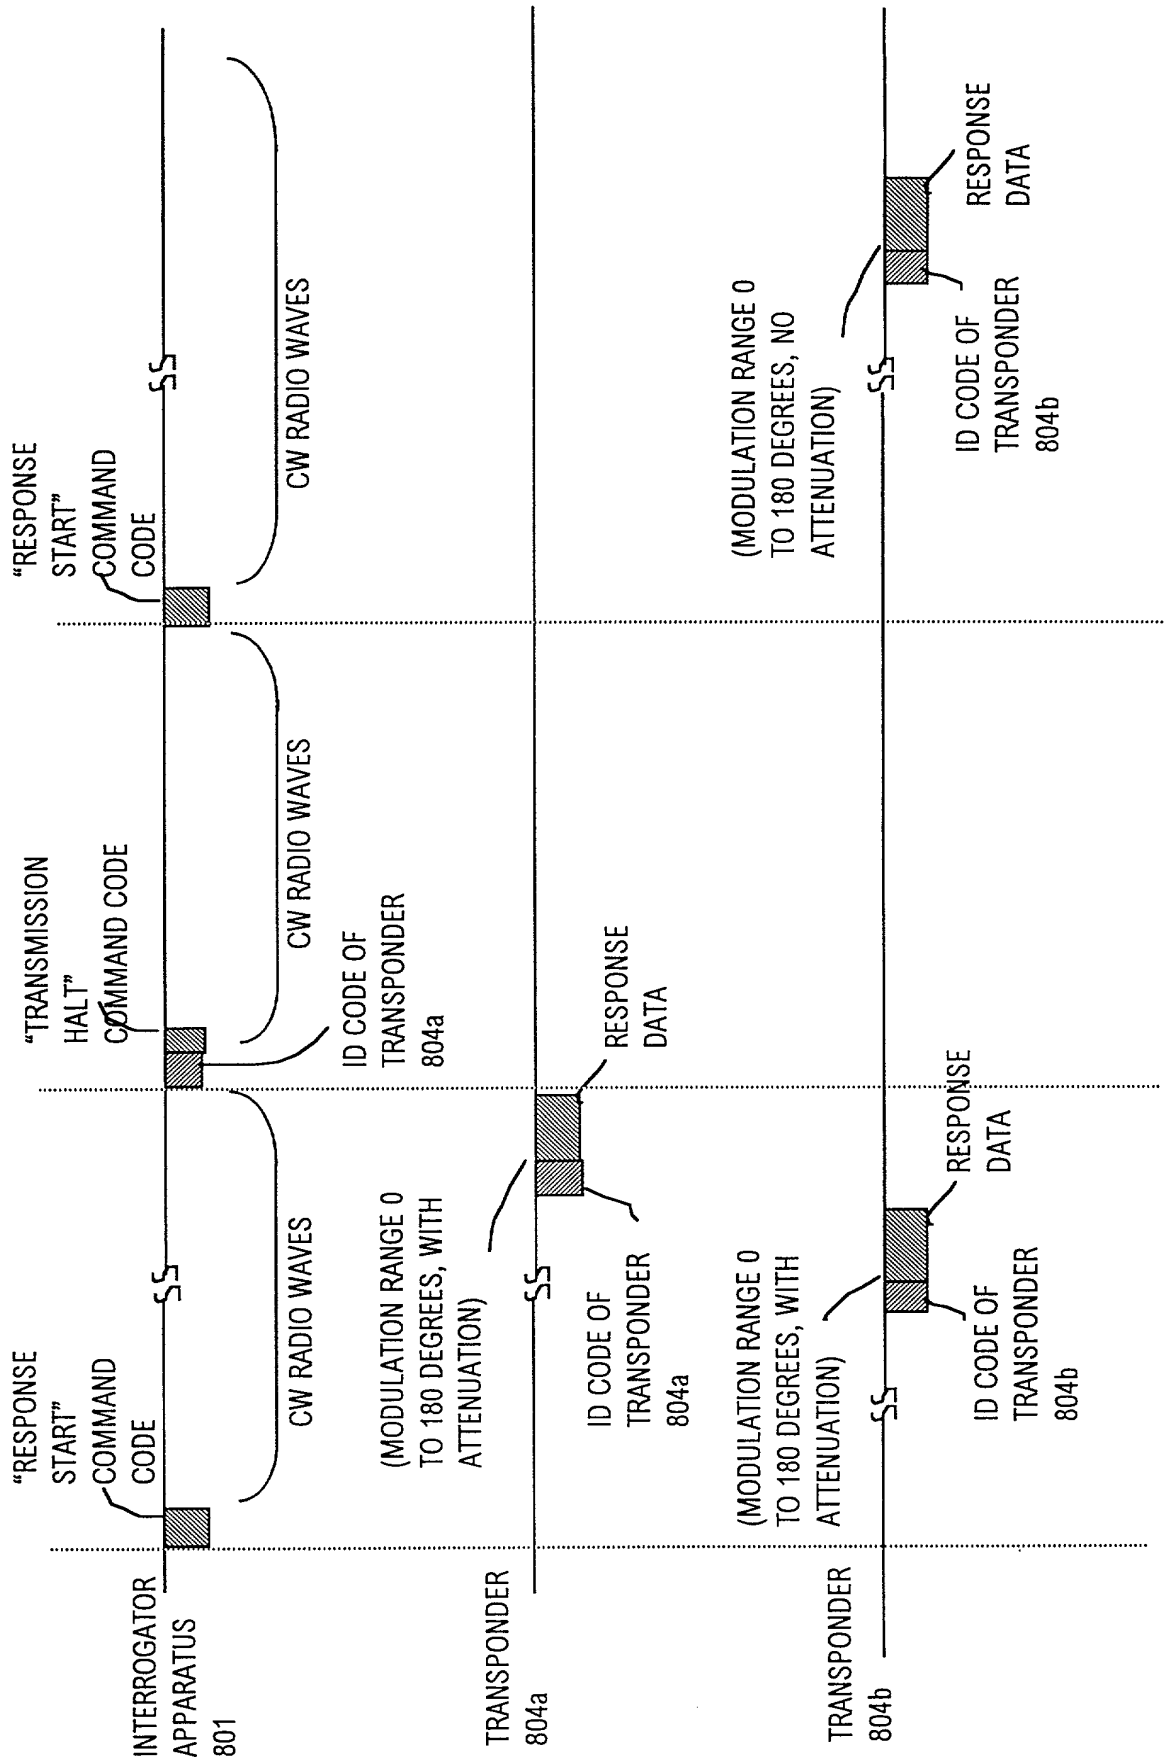 INTERROGATOR
APPARATUS
801
"RESPONSE
START"
COMMAND
CODE
CW RADIO WAVES
"TRANSMISSION
HALT"
COMMAND CODE
ID CODE OF
TRANSPONDER
804a
CW RADIO WAVES
"RESPONSE
START"
COMMAND
CODE
CW RADIO WAVES
TRANSPONDER
804a
(MODULATION RANGE 0
TO 180 DEGREES, WITH
ATTENUATION)
ID CODE OF
TRANSPONDER
804a
RESPONSE
DATA
TRANSPONDER
804b
(MODULATION RANGE 0
TO 180 DEGREES, WITH
ATTENUATION)
ID CODE OF
TRANSPONDER
804b
RESPONSE
DATA
(MODULATION RANGE 0
TO 180 DEGREES, NO
ATTENUATION)
ID CODE OF
TRANSPONDER
804b
RESPONSE
DATA